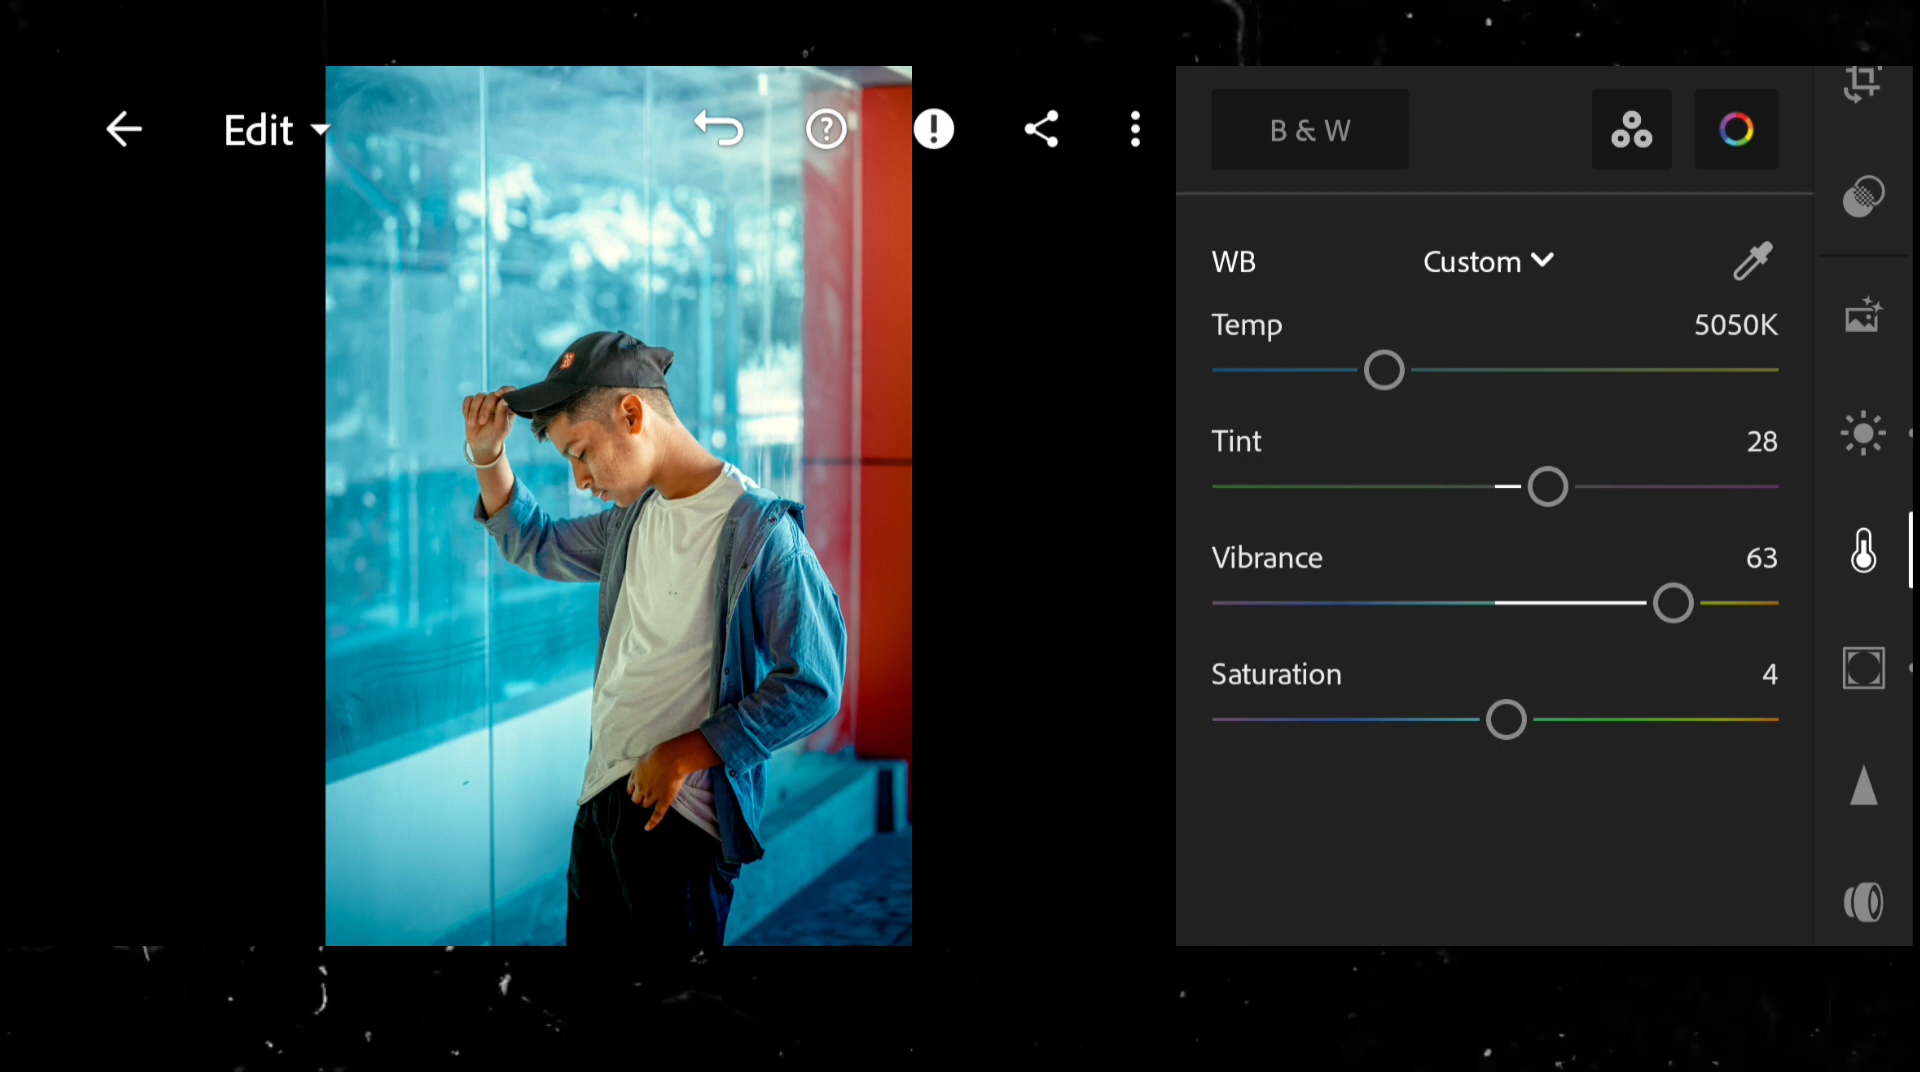 Edit
B & W
WB Custom
Temp 5050K
Tint 28
Vibrance 63
Saturation 4